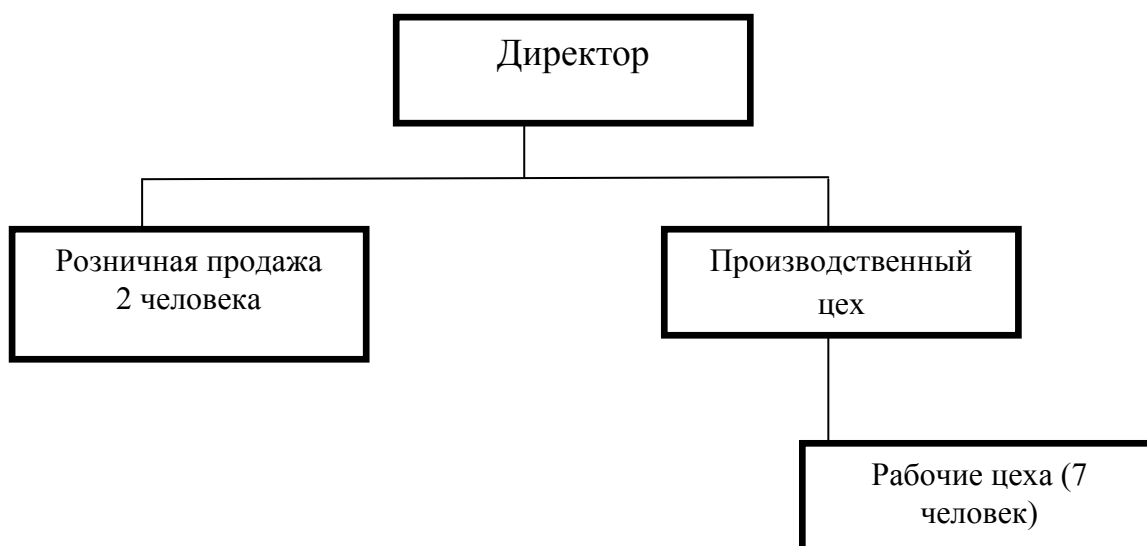 Директор
Розничная продажа
2 человека
Производственный
цех
Рабочие цеха (7
человек)